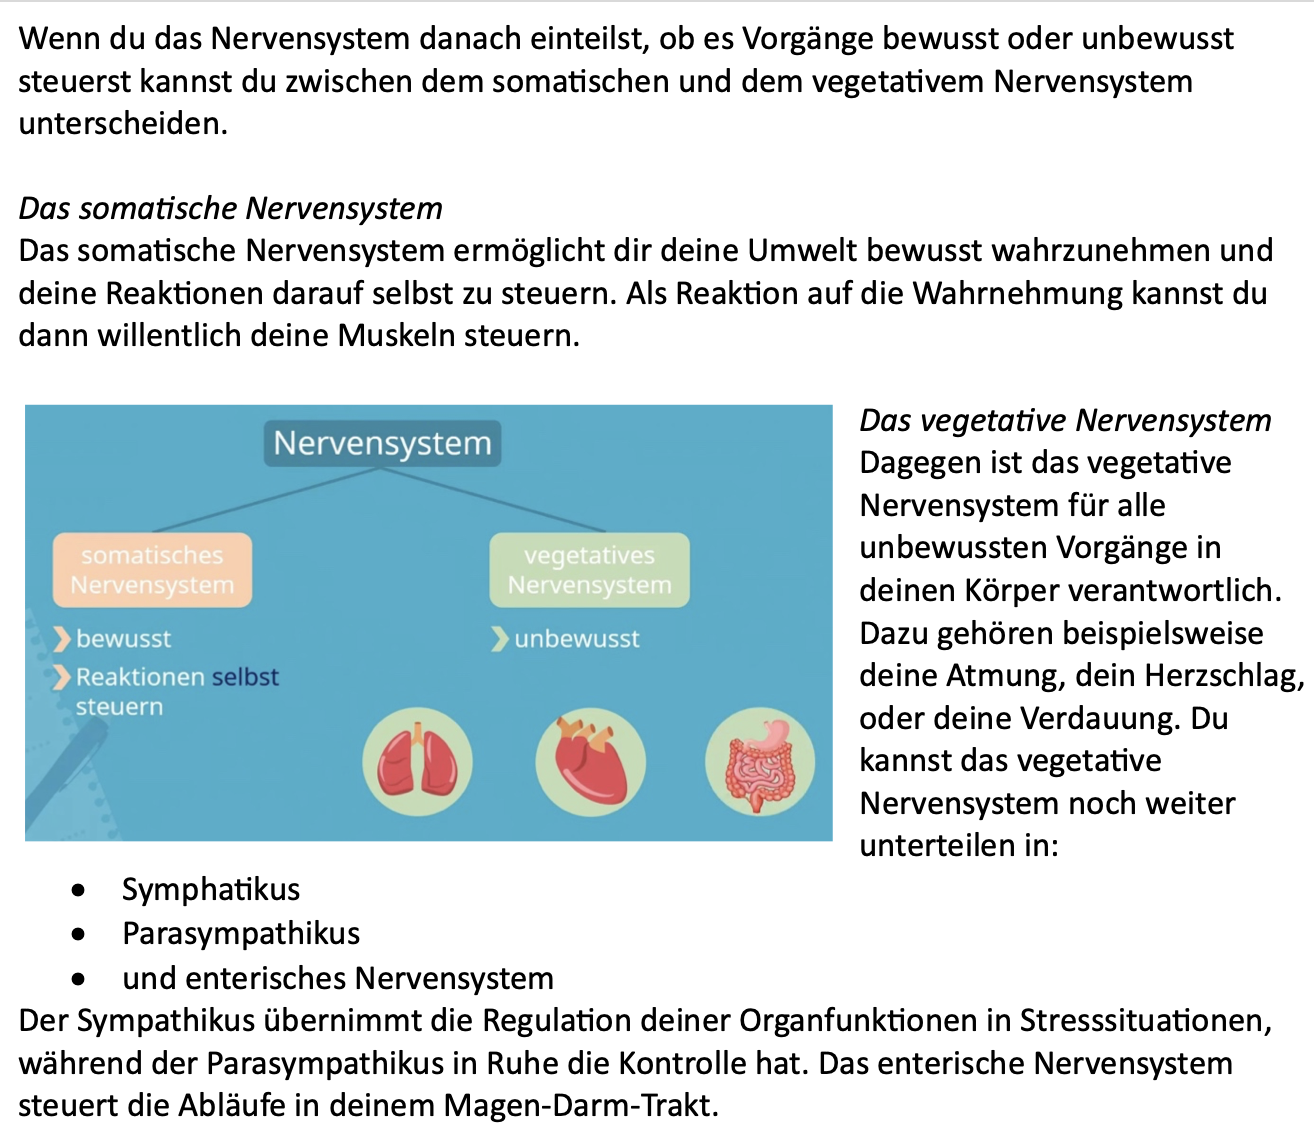 Wenn du das Nervensystem danach einteilst, ob es Vorgänge bewusst oder unbewusst
steuerst kannst du zwischen dem somatischen und dem vegetativem Nervensystem
unterscheiden.
Das somatische Nervensystem
Das somatische Nervensystem ermöglicht dir deine Umwelt bewusst wahrzunehmen und
deine Reaktionen darauf selbst zu steuern. Als Reaktion auf die Wahrnehmung kannst du
dann willentlich deine Muskeln steuern.
Nervensystem
somatisches
Nervensystem
bewusst
Reaktionen selbst
steuern
vegetatives
Nervensystem
unbewusst
Das vegetative Nervensystem
Dagegen ist das vegetative
Nervensystem für alle
unbewussten Vorgänge in
deinen Körper verantwortlich.
Dazu gehören beispielsweise
deine Atmung, dein Herzschlag,
oder deine Verdauung. Du
kannst das vegetative
Nervensystem noch weiter
unterteilen in:
• Symphatikus
• Parasympathikus
• und enterisches Nervensystem
Der Sympathikus übernimmt die Regulation deiner Organfunktionen in Stresssituationen,
während der Parasympathikus in Ruhe die Kontrolle hat. Das enterische Nervensystem
steuert die Abläufe in deinem Magen-Darm-Trakt.